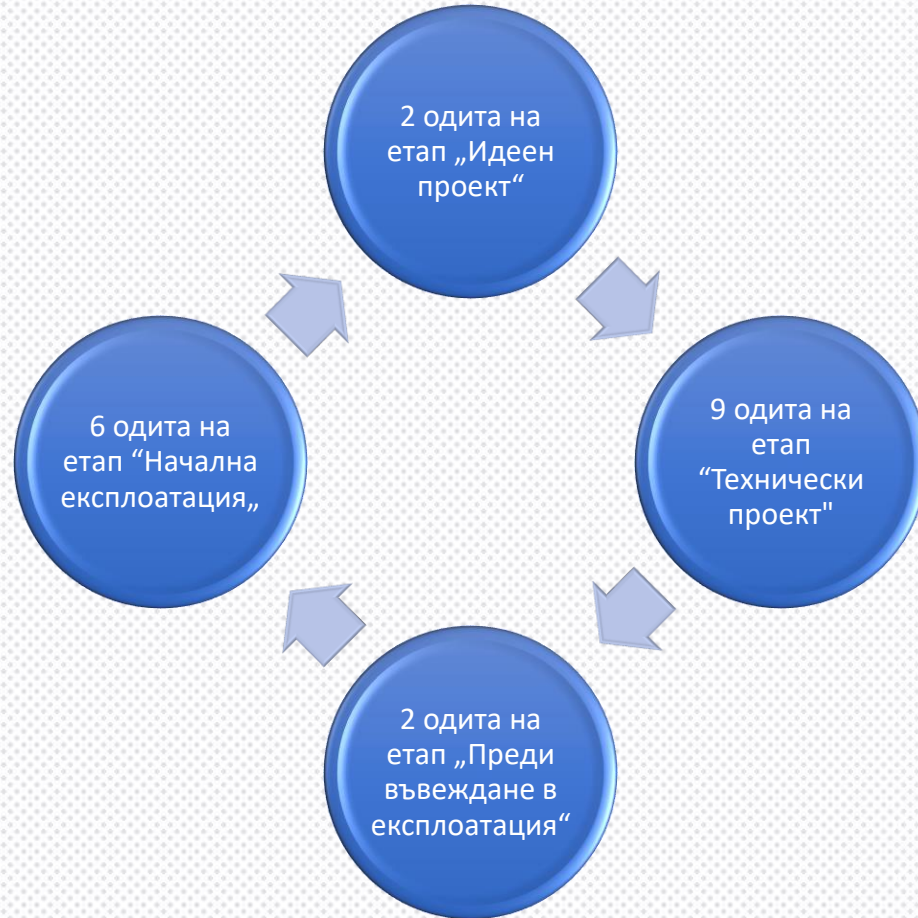 2 одита на
етап „Идеен
проект“
9 одита на
етап
“Технически
проект"
2 одита на
етап „Преди
въвеждане в
експлоатация“
6 одита на
етап “Начална
експлоатация„